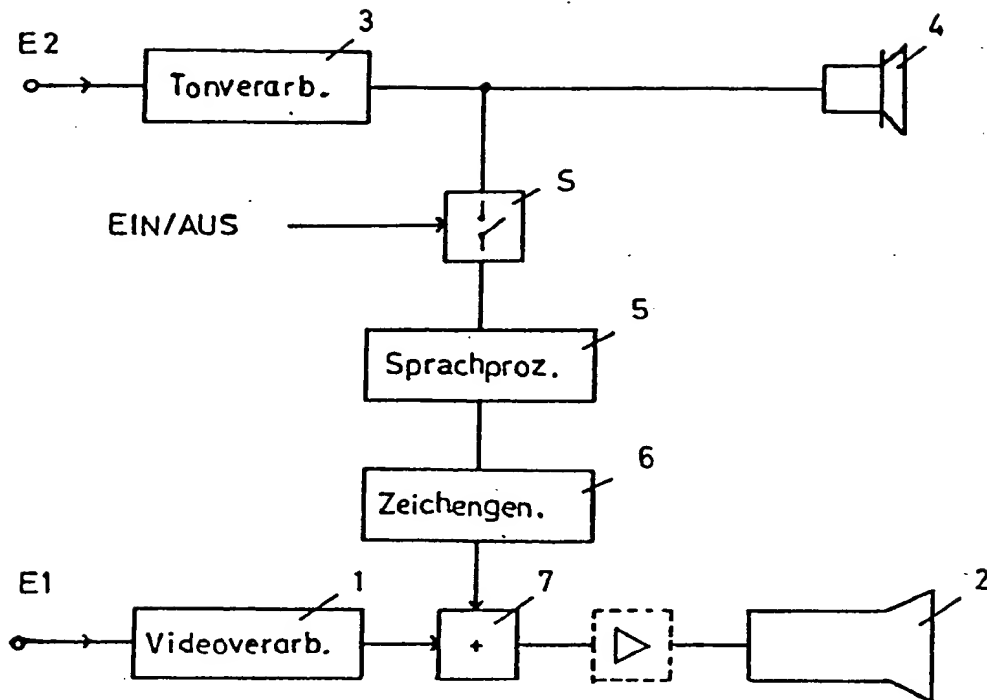 3
E2
4
Tonverarb.
S
EIN/AUS
5
Sprachproz.
6
Zeichengen.
E1
1
7
2
Videoverarb.
+